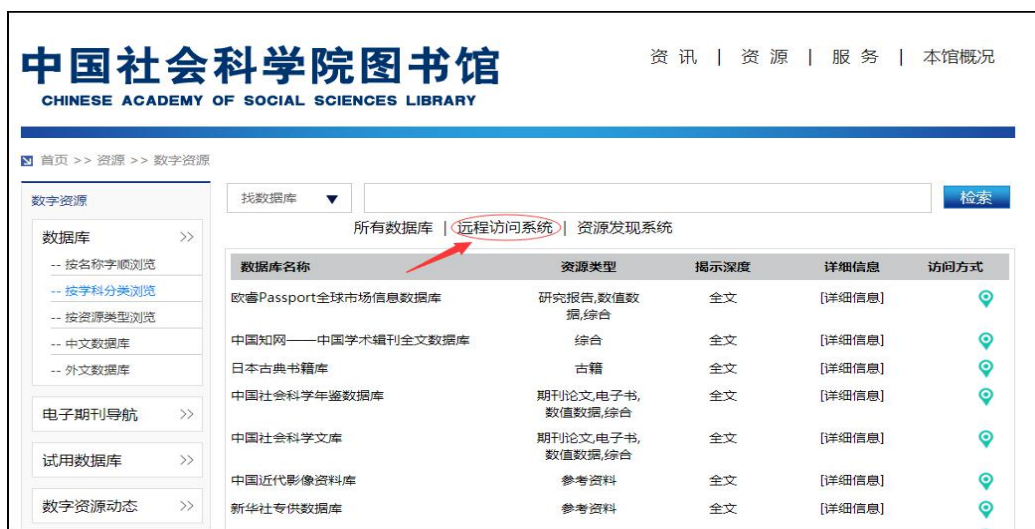 中国社会科学院图书馆
CHINESE ACADEMY OF SOCIAL SCIENCES LIBRARY
资讯 | 资源 | 服务 | 本馆概况
首页 >> 资源 >> 数字资源
数字资源
数据库 >>
-- 按名称字顺浏览
-- 按学科分类浏览
-- 按资源类型浏览
-- 中文数据库
-- 外文数据库
电子期刊导航 >>
试用数据库 >>
数字资源动态 >>
找数据库 ▼
检索
所有数据库 | 远程访问系统 | 资源发现系统
数据库名称 资源类型 揭示深度 详细信息 访问方式
欧睿Passport全球市场信息数据库 研究报告,数值数 全文 [详细信息]
据,综合
中国知网——中国学术辑刊全文数据库 综合 全文 [详细信息]
日本古典书籍库 古籍 全文 [详细信息]
中国社会科学年鉴数据库 期刊论文,电子书, 全文 [详细信息]
数值数据,综合
中国社会科学文库 期刊论文,电子书, 全文 [详细信息]
数值数据,综合
中国近代影像资料库 参考资料 全文 [详细信息]
新华社专供数据库 参考资料 全文 [详细信息]